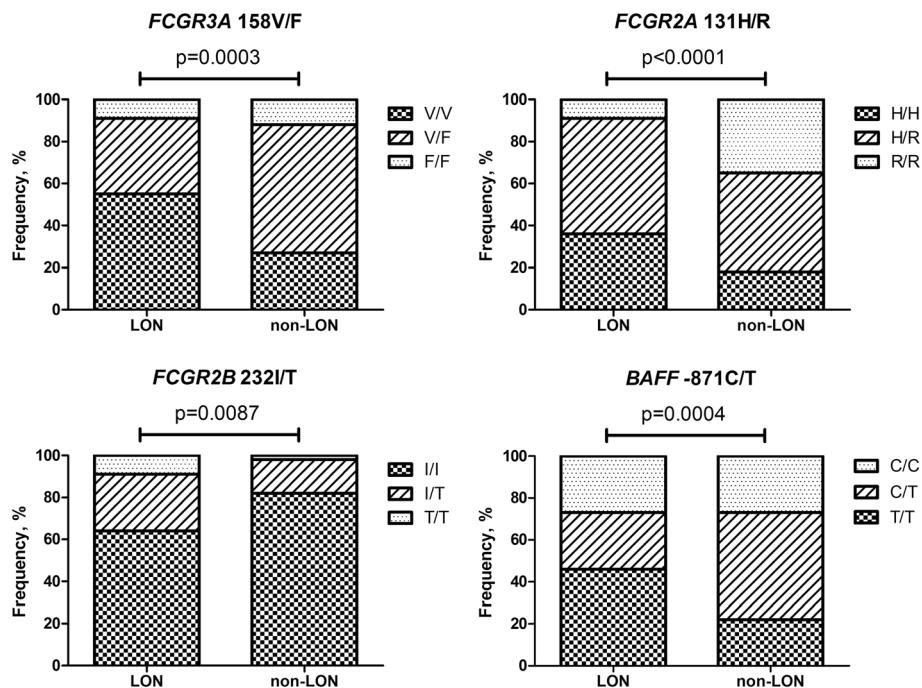 FCGR3A 158V/F
p=0.0003
100
80
60
40
20
0
Frequency, %
LON non-LON
V/V
V/F
F/F
FCGR2A 131H/R
p<0.0001
100
80
60
40
20
0
Frequency, %
LON non-LON
H/H
H/R
R/R
FCGR2B 232I/T
p=0.0087
100
80
60
40
20
0
Frequency, %
LON non-LON
I/I
I/T
T/T
BAFF -871C/T
p=0.0004
100
80
60
40
20
0
Frequency, %
LON non-LON
C/C
C/T
T/T